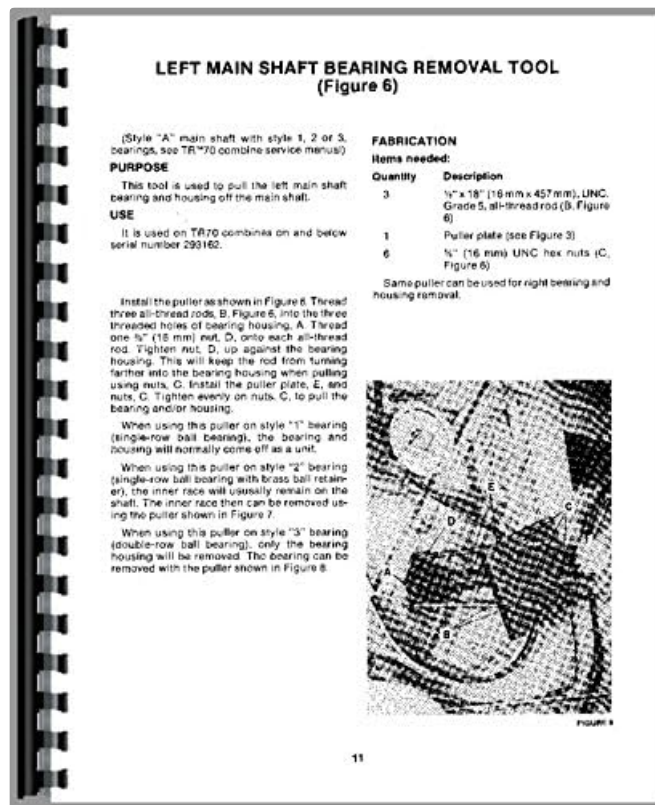 LEFT MAIN SHAFT BEARING REMOVAL TOOL
(Figure 6)
(Style "A" main shaft with style 1, 2 or 3,
bearings, see TR™70 combine service manual)
PURPOSE
This tool is used to pull the left main shaft
bearing and housing off the main shaft.
USE
It is used on TR70 combines on and below
serial number 293162.
Install the puller as shown in Figure 6. Thread
three all-thread rods, B, Figure 6, into the three
threaded holes of bearing housing, A. Thread
one ⅝" (16 mm) nut, D, onto each all-thread
rod. Tighten nut, D, up against the bearing
housing. This will keep the rod from turning
farther into the bearing housing when pulling
using nuts, C. Install the puller plate, E, and
nuts, C. Tighten evenly on nuts, C, to pull the
bearing and/or housing.
When using this puller on style "1" bearing
(single-row ball bearing), the bearing and
housing will normally come off as a unit.
When using this puller on style "2" bearing
(single-row ball bearing with brass ball retain-
er), the inner race will ususally remain on the
shaft. The inner race then can be removed us-
ing the puller shown in Figure 7.
When using this puller on style "3" bearing
(double-row ball bearing), only the bearing
housing will be removed. The bearing can be
removed with the puller shown in Figure 8.
FABRICATION
Items needed:
Quantity Description
3 ⅝" x 18" (16 mm x 457 mm), UNC,
Grade 5, all-thread rod (B, Figure
6)
1 Puller plate (see Figure 3)
6 ⅝" (16 mm) UNC hex nuts (C,
Figure 6)
Same puller can be used for right bearing and
housing removal.
E
C
D
A
B
FIGURE 6
11